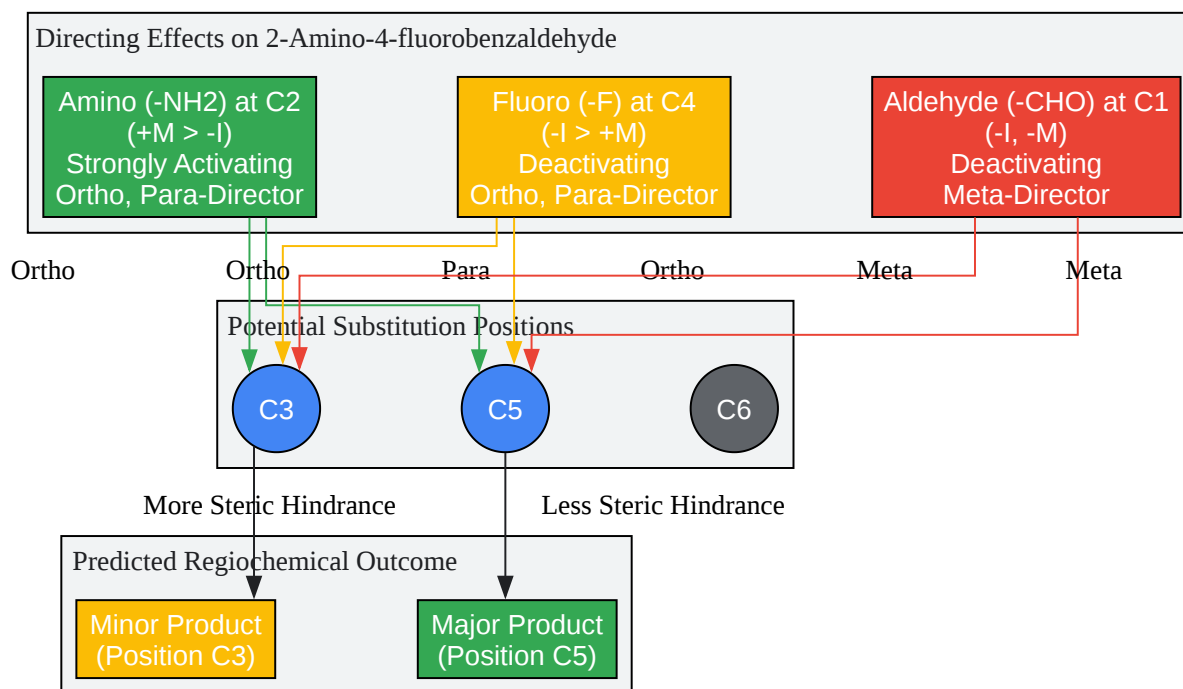 Directing Effects on 2-Amino-4-fluorobenzaldehyde
Amino (-NH2) at C2
(+M > -I)
Strongly Activating
Ortho, Para-Director
Fluoro (-F) at C4
(-I > +M)
Deactivating
Ortho, Para-Director
Aldehyde (-CHO) at C1
(-I, -M)
Deactivating
Meta-Director
Ortho
Ortho
Para
Ortho
Meta
Meta
Potential Substitution Positions
C3
C5
C6
More Steric Hindrance
Less Steric Hindrance
Predicted Regiochemical Outcome
Minor Product
(Position C3)
Major Product
(Position C5)